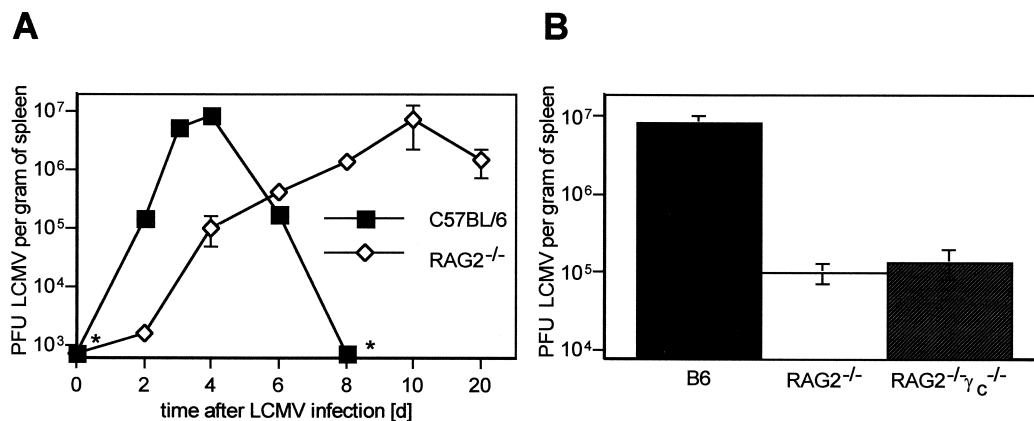 A
PFU LCMV per gram of spleen
10⁷
10⁶
10⁵
10⁴
10³
*
*
C57BL/6
RAG2⁻/⁻
0 2 4 6 8 10 20
time after LCMV infection [d]
B
PFU LCMV per gram of spleen
10⁷
10⁶
10⁵
10⁴
B6 RAG2⁻/⁻ RAG2⁻/⁻γc⁻/⁻